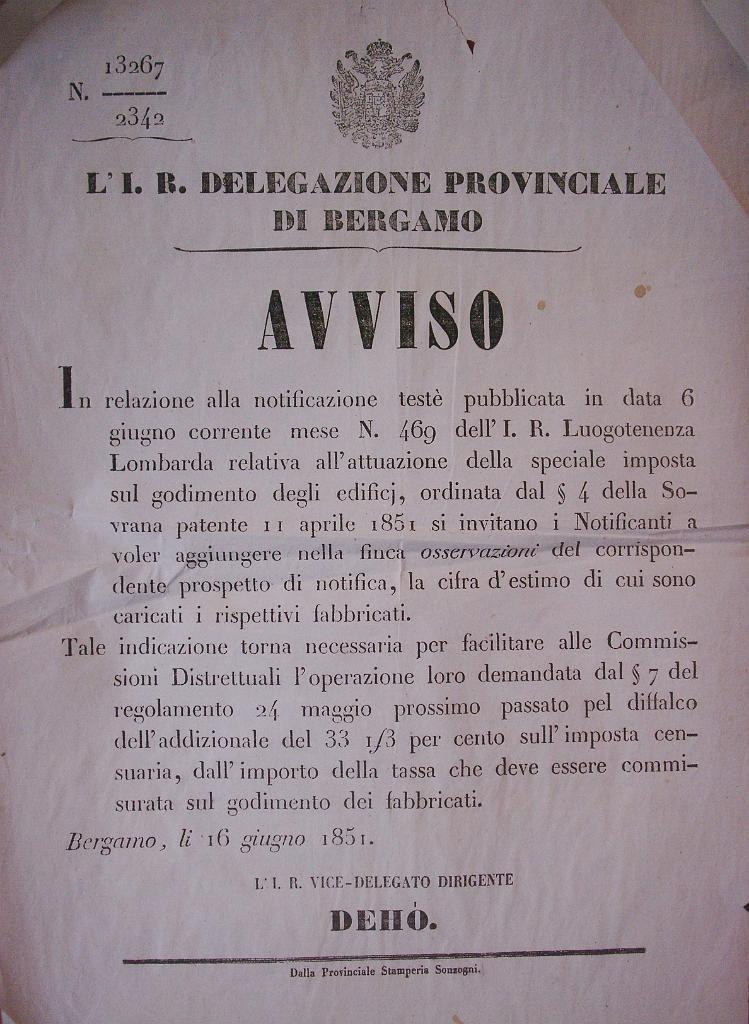 N. 13267
2342
L' I. R. DELEGAZIONE PROVINCIALE
DI BERGAMO
AVVISO
In relazione alla notificazione testè pubblicata in data 6
giugno corrente mese N. 469 dell' I. R. Luogotenenza
Lombarda relativa all'attuazione della speciale imposta
sul godimento degli edificj, ordinata dal § 4 della So-
vrana patente 11 aprile 1851 si invitano i Notificanti a
voler aggiungere nella finca osservazioni del corrispon-
dente prospetto di notifica, la cifra d'estimo di cui sono
caricati i rispettivi fabbricati.
Tale indicazione torna necessaria per facilitare alle Commis-
sioni Distrettuali l'operazione loro demandata dal § 7 del
regolamento 24 maggio prossimo passato pel diffalco
dell'addizionale del 33 1/3 per cento sull'imposta cen-
suaria, dall'importo della tassa che deve essere commi-
surata sul godimento dei fabbricati.
Bergamo, li 16 giugno 1851.
L' I. R. VICE-DELEGATO DIRIGENTE
DEHÒ.
Dalla Provinciale Stamperia Sonzogni.